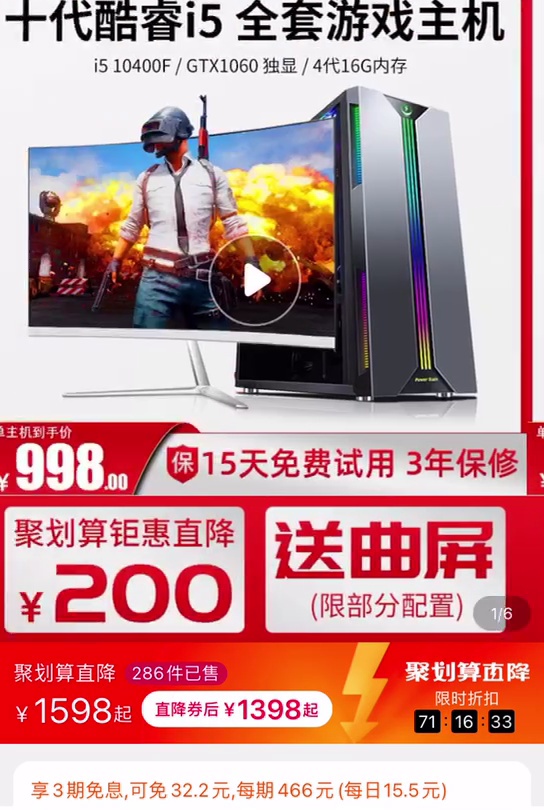 十代酷睿i5 全套游戏主机
i5 10400F / GTX1060 独显 / 4代16G内存
Power Train
单主机到手价
¥ 998.00
保 15天免费试用 3年保修
聚划算钜惠直降
¥200
送曲屏
(限部分配置)
1/6
聚划算直降 286件已售
¥1598起 直降券后 ¥1398起
聚划算直降
限时折扣
71:16:33
享3期免息,可免32.2元,每期466元(每日15.5元)